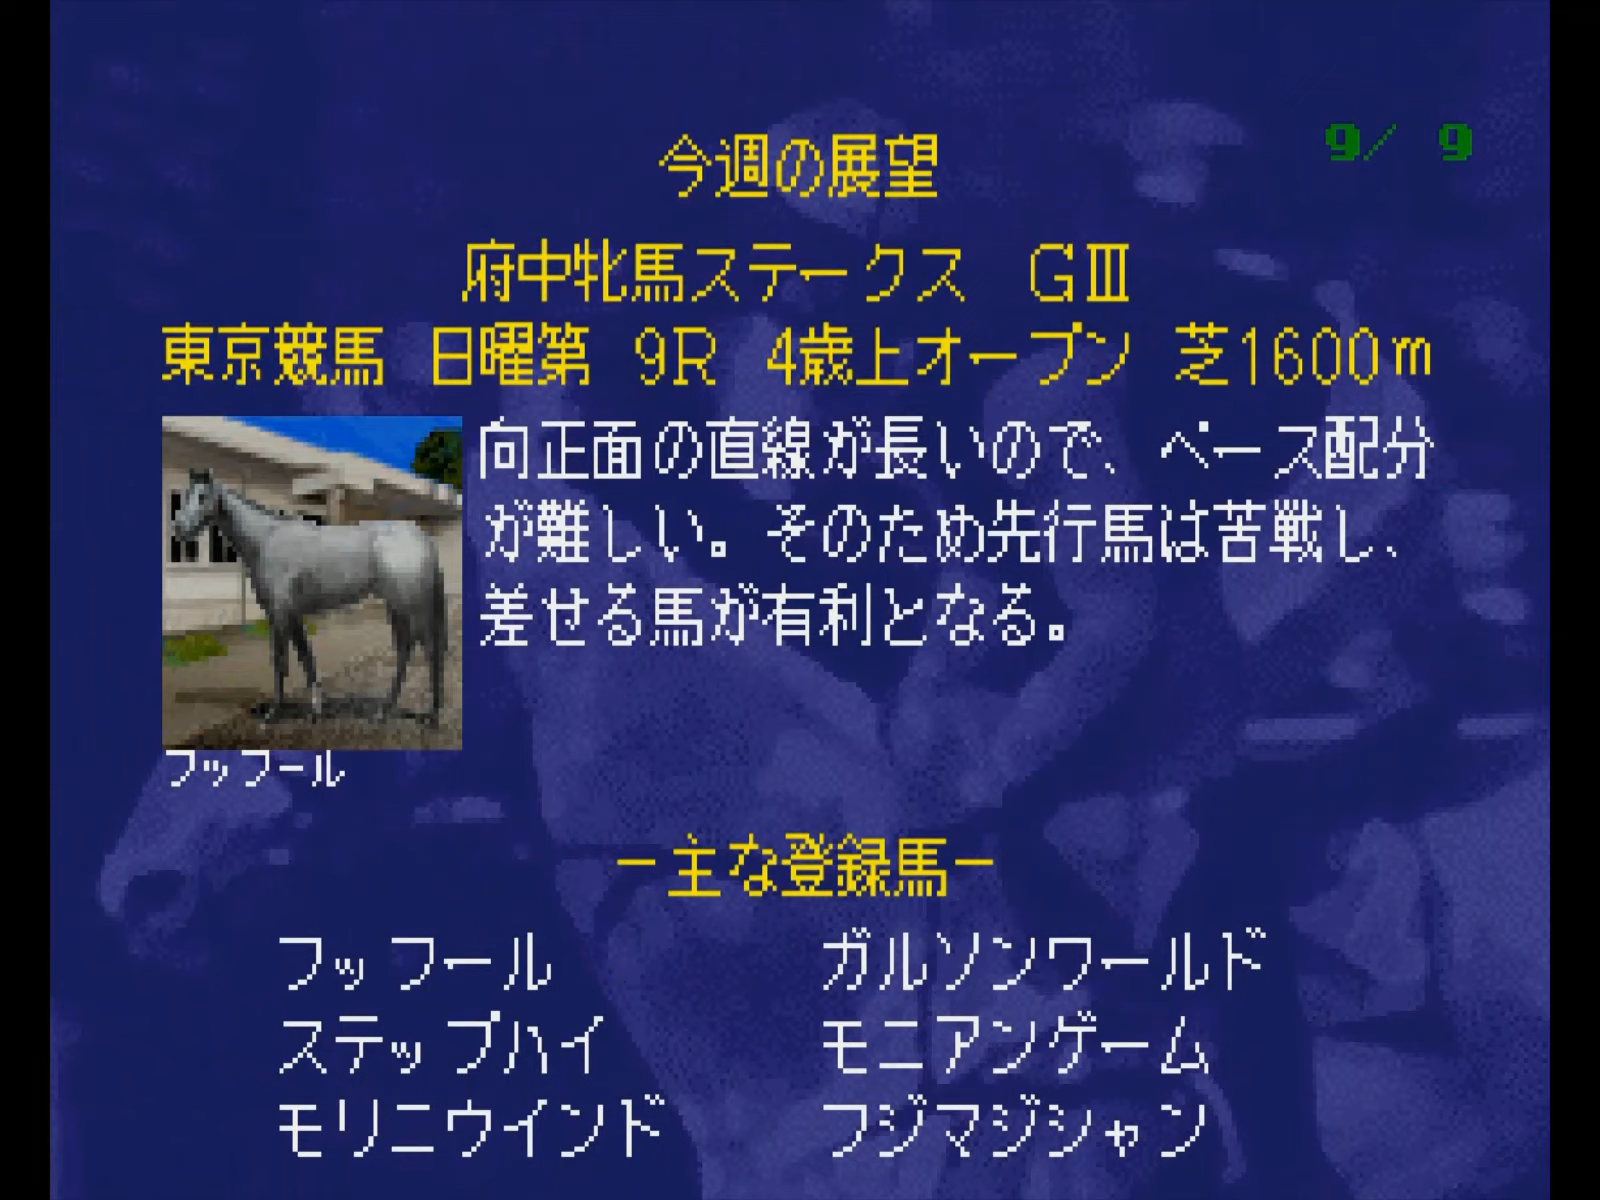 9/ 9
今週の展望
府中牝馬ステークス GⅢ
東京競馬 日曜第 9R 4歳上オープン 芝1600m
向正面の直線が長いので、ペース配分
が難しい。そのため先行馬は苦戦し、
差せる馬が有利となる。
フッフール
ー主な登録馬ー
フッフール ガルソンワールド
ステップハイ モニアンゲーム
モリニウインド フジマジシャン